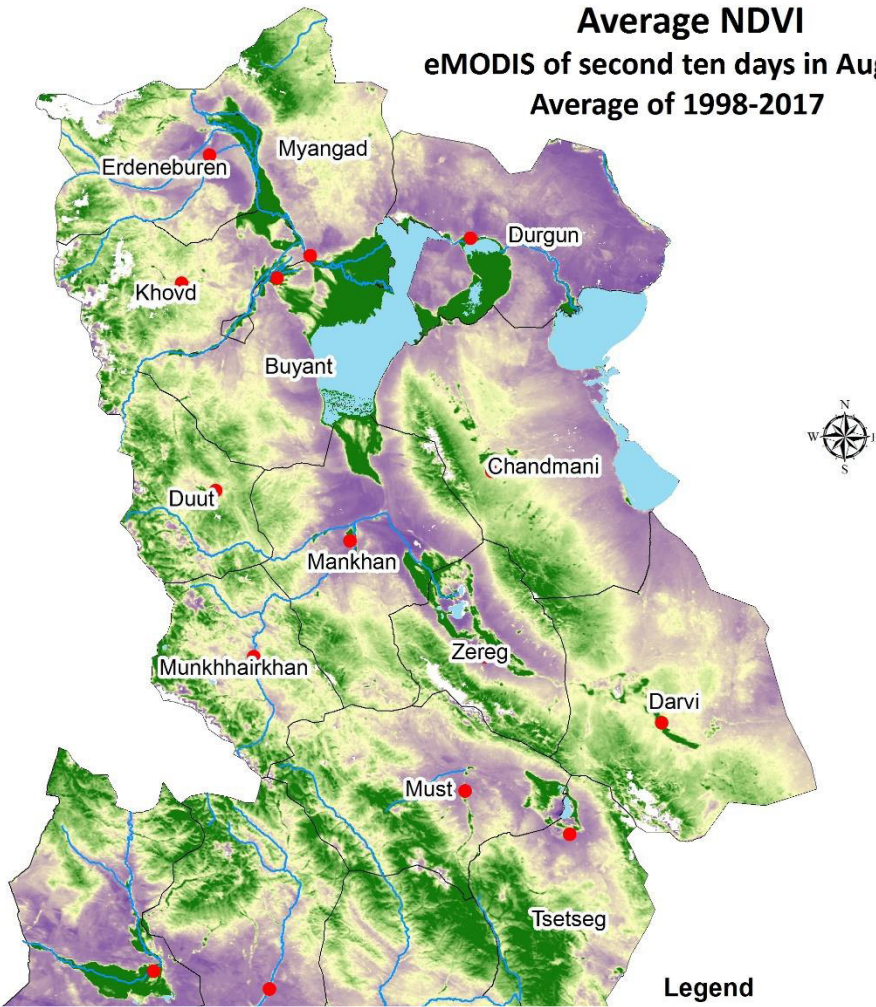 Average NDVI
eMODIS of second ten days in Aug
Average of 1998-2017
Myangad
Erdeneburen
Durgun
Khovd
Buyant
N
W
S
Chandmani
Duut
Mankhan
Zereg
Munkhhairkhan
Darvi
Must
Tsetseg
Legend